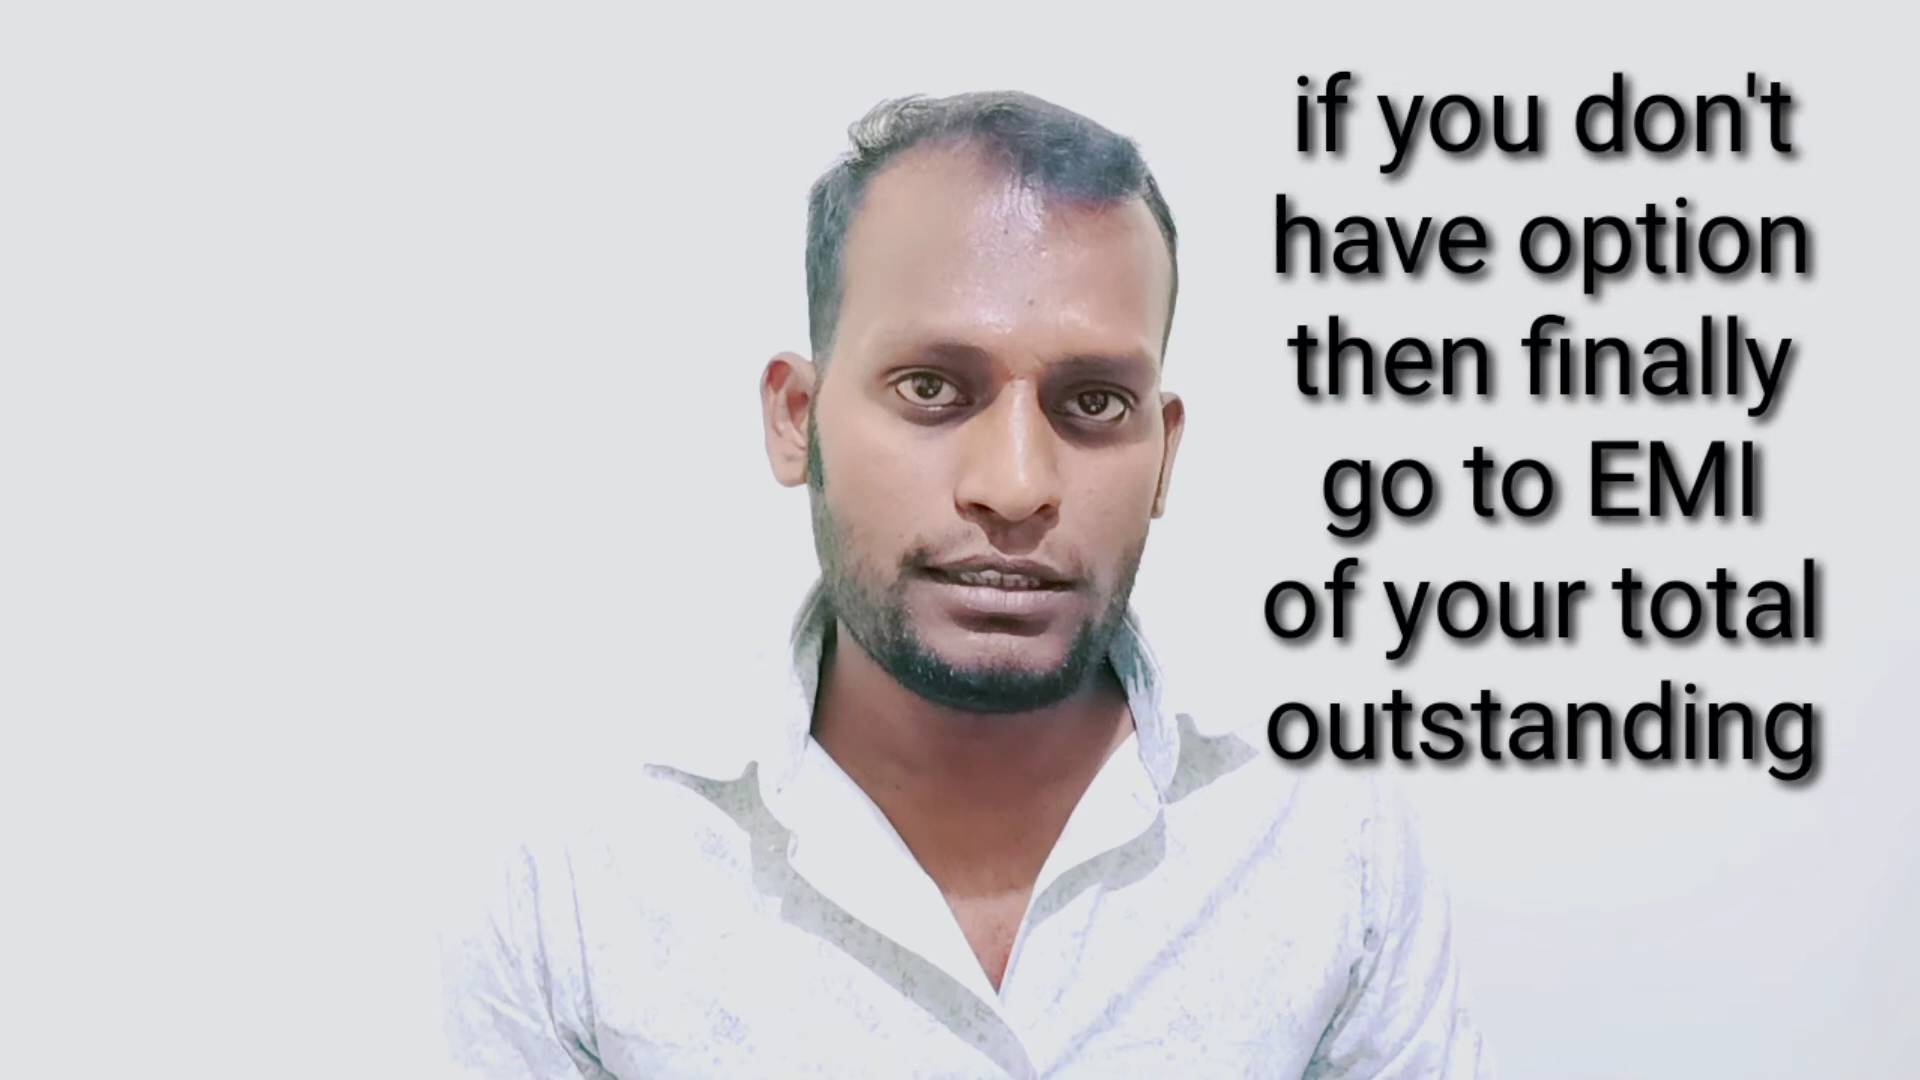 if you don't
have option
then finally
go to EMI
of your total
outstanding